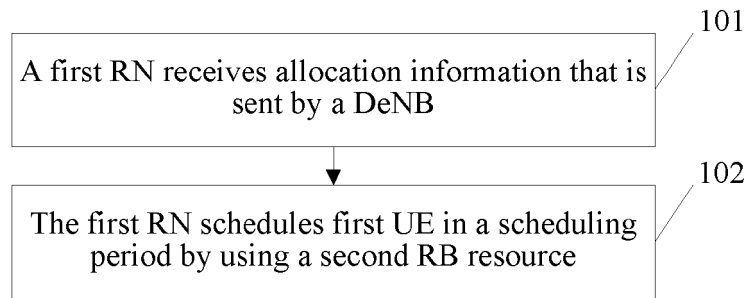 101
A first RN receives allocation information that is
sent by a DeNB
102
The first RN schedules first UE in a scheduling
period by using a second RB resource